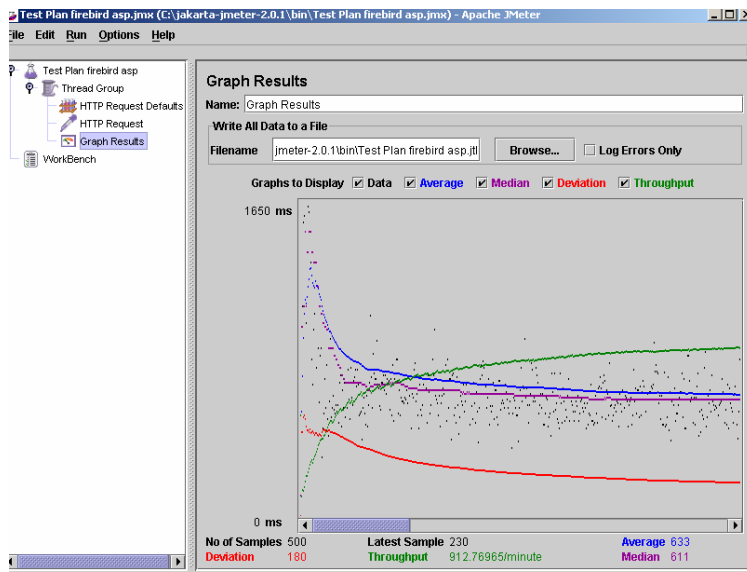 Test Plan firebird asp.jmx (C:\jakarta-jmeter-2.0.1\bin\Test Plan firebird asp.jmx) - Apache JMeter
File Edit Run Options Help
Test Plan firebird asp
Thread Group
HTTP Request Defaults
HTTP Request
Graph Results
WorkBench
Graph Results
Name: Graph Results
Write All Data to a File
Filename jmeter-2.0.1\bin\Test Plan firebird asp.jtl Browse... Log Errors Only
Graphs to Display Data Average Median Deviation Throughput
1650 ms
0 ms
No of Samples 500 Latest Sample 230 Average 633
Deviation 180 Throughput 912.76965/minute Median 611